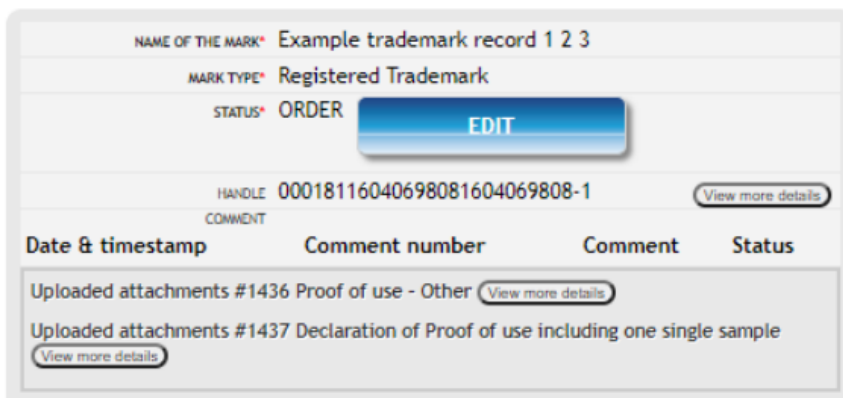 NAME OF THE MARK* Example trademark record 1 2 3
MARK TYPE* Registered Trademark
STATUS* ORDER EDIT
HANDLE 00018116040698081604069808-1 View more details
COMMENT
Date & timestamp Comment number Comment Status
Uploaded attachments #1436 Proof of use - Other View more details
Uploaded attachments #1437 Declaration of Proof of use including one single sample
View more details